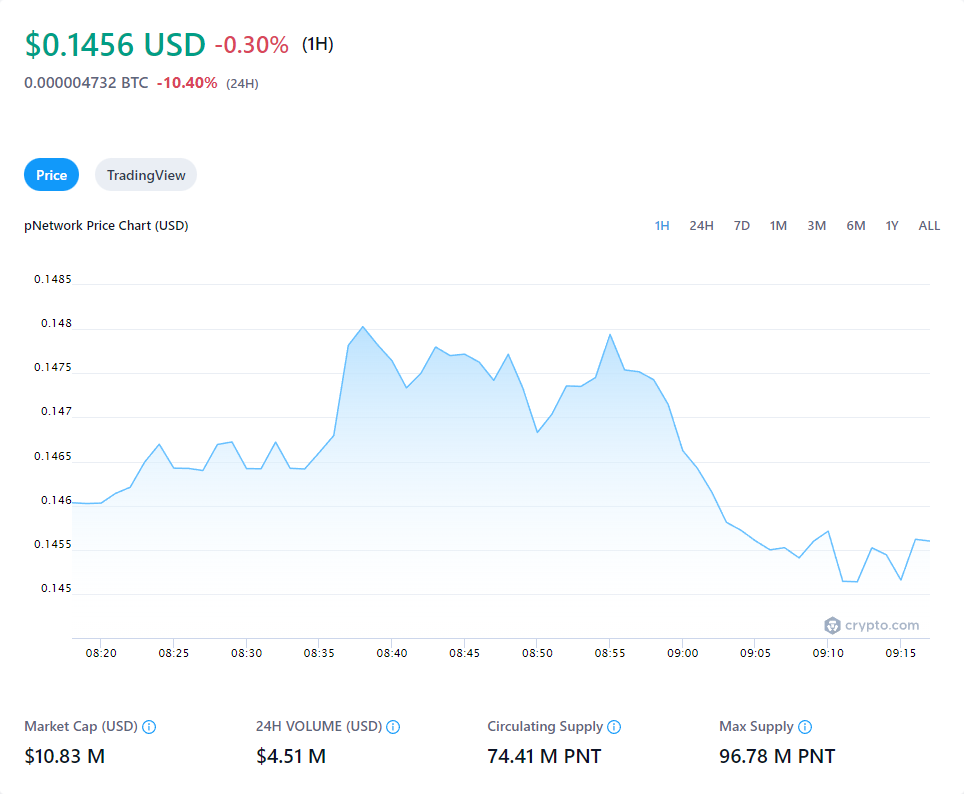 $0.1456 USD -0.30% (1H)
0.000004732 BTC -10.40% (24H)
Price TradingView
pNetwork Price Chart (USD) 1H 24H 7D 1M 3M 6M 1Y ALL
0.1485
0.148
0.1475
0.147
0.1465
0.146
0.1455
0.145
crypto.com
08:20 08:25 08:30 08:35 08:40 08:45 08:50 08:55 09:00 09:05 09:10 09:15
Market Cap (USD) 24H VOLUME (USD) Circulating Supply Max Supply
$10.83 M $4.51 M 74.41 M PNT 96.78 M PNT